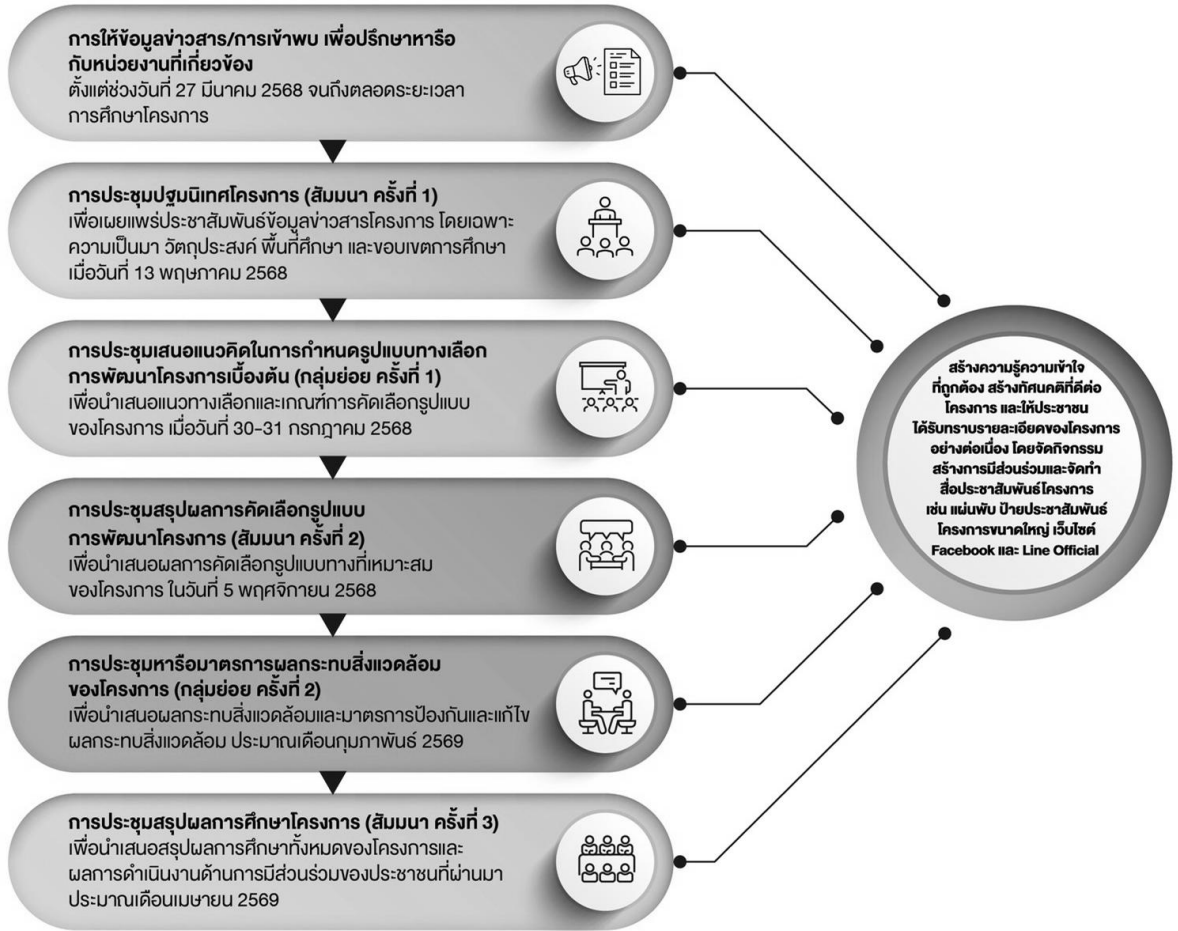 การให้ข้อมูลข่าวสาร/การเข้าพบ เพื่อปรึกษาหารือ
กับหน่วยงานที่เกี่ยวข้อง
ตั้งแต่ช่วงวันที่ 27 มีนาคม 2568 จนถึงตลอดระยะเวลา
การศึกษาโครงการ
การประชุมปฐมนิเทศโครงการ (สัมมนา ครั้งที่ 1)
เพื่อเผยแพร่ประชาสัมพันธ์ข้อมูลข่าวสารโครงการ โดยเฉพาะ
ความเป็นมา วัตถุประสงค์ พื้นที่ศึกษา และขอบเขตการศึกษา
เมื่อวันที่ 13 พฤษภาคม 2568
การประชุมเสนอแนวคิดในการกำหนดรูปแบบทางเลือก
การพัฒนาโครงการเบื้องต้น (กลุ่มย่อย ครั้งที่ 1)
เพื่อนำเสนอแนวทางเลือกและเกณฑ์การคัดเลือกรูปแบบ
ของโครงการ เมื่อวันที่ 30-31 กรกฎาคม 2568
การประชุมสรุปผลการคัดเลือกรูปแบบ
การพัฒนาโครงการ (สัมมนา ครั้งที่ 2)
เพื่อนำเสนอผลการคัดเลือกรูปแบบทางที่เหมาะสม
ของโครงการ ในวันที่ 5 พฤศจิกายน 2568
การประชุมหารือมาตรการผลกระทบสิ่งแวดล้อม
ของโครงการ (กลุ่มย่อย ครั้งที่ 2)
เพื่อนำเสนอผลกระทบสิ่งแวดล้อมและมาตรการป้องกันและแก้ไข
ผลกระทบสิ่งแวดล้อม ประมาณเดือนกุมภาพันธ์ 2569
การประชุมสรุปผลการศึกษาโครงการ (สัมมนา ครั้งที่ 3)
เพื่อนำเสนอสรุปผลการศึกษาทั้งหมดของโครงการและ
ผลการดำเนินงานด้านการมีส่วนร่วมของประชาชนที่ผ่านมา
ประมาณเดือนเมษายน 2569
สร้างความรู้ความเข้าใจ
ที่ถูกต้อง สร้างทัศนคติที่ดีต่อ
โครงการ และให้ประชาชน
ได้รับทราบรายละเอียดของโครงการ
อย่างต่อเนื่อง โดยจัดกิจกรรม
สร้างการมีส่วนร่วมและจัดทำ
สื่อประชาสัมพันธ์โครงการ
เช่น แผ่นพับ ป้ายประชาสัมพันธ์
โครงการขนาดใหญ่ เว็บไซต์
Facebook และ Line Official